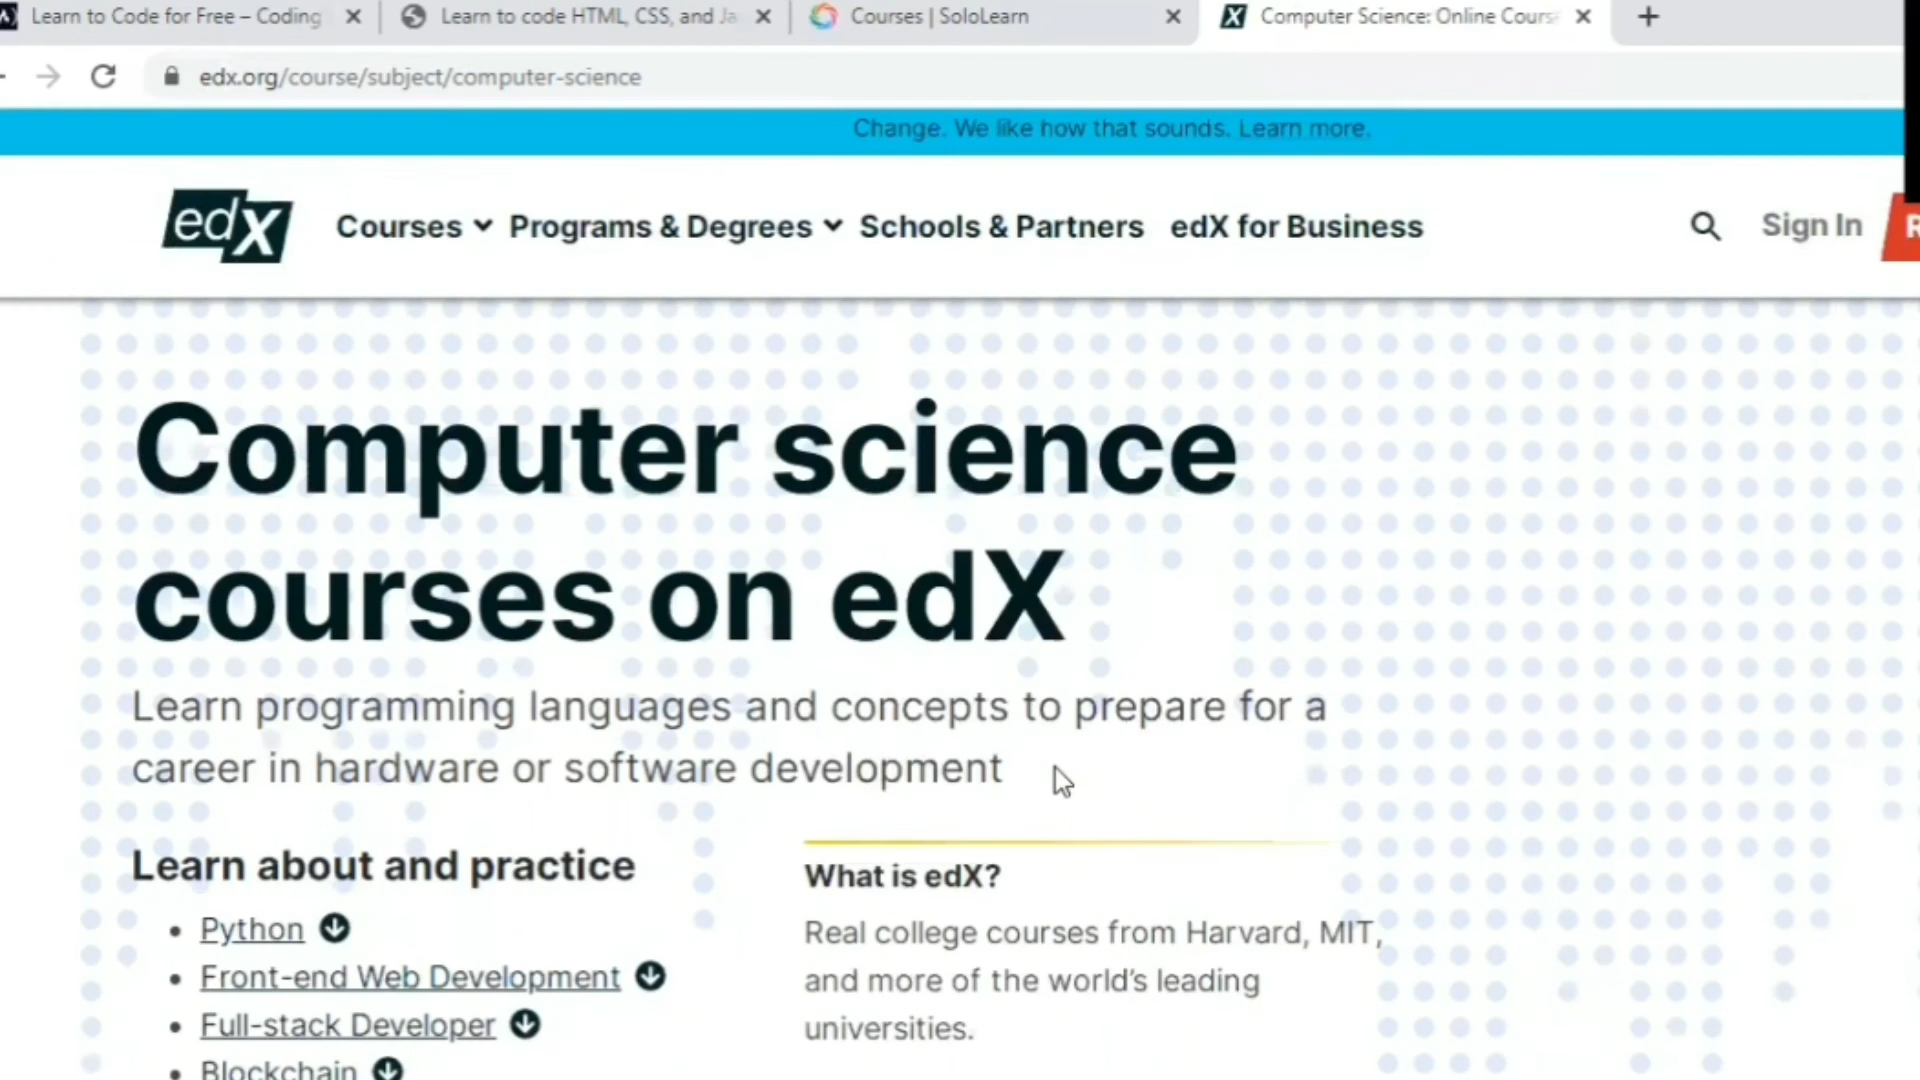 Learn to Code for Free – Coding
Learn to code HTML, CSS, and Ja
Courses | SoloLearn
Computer Science: Online Cours
edx.org/course/subject/computer-science
Change. We like how that sounds. Learn more.
edX
Courses
Programs & Degrees
Schools & Partners
edX for Business
Sign In
R
Computer science
courses on edX
Learn programming languages and concepts to prepare for a
career in hardware or software development
Learn about and practice
What is edX?
• Python
Real college courses from Harvard, MIT,
• Front-end Web Development
and more of the world's leading
• Full-stack Developer
universities.
• Blockchain